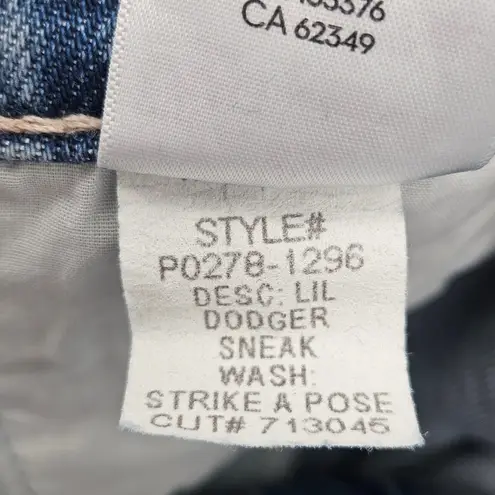 CA 62349
STYLE#
P0278-1296
DESC: LIL
DODGER
SNEAK
WASH:
STRIKE A POSE
CUT# 713045